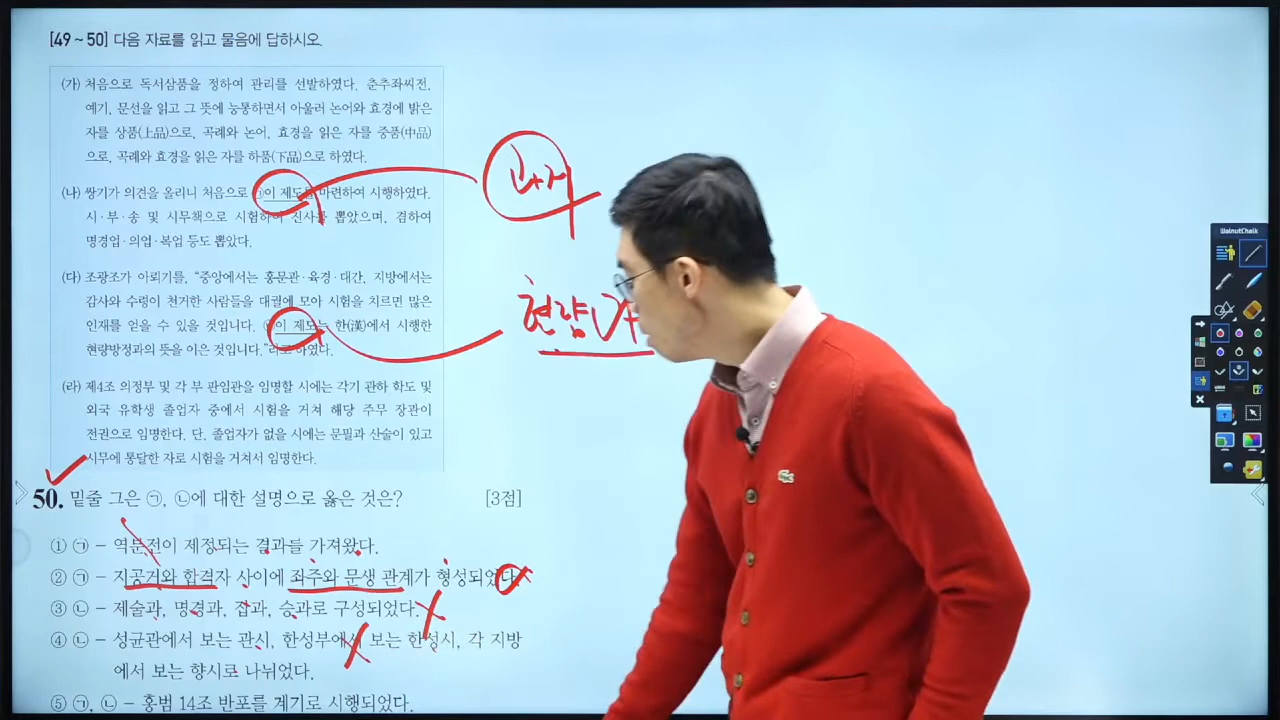 [49~50] 다음 자료를 읽고 물음에 답하시오.
(가) 처음으로 독서삼품을 정하여 관리를 선발하였다. 춘추좌씨전,
예기, 문선을 읽고 그 뜻에 능통하면서 아울러 논어와 효경에 밝은
자를 상품(上品)으로, 곡례와 논어, 효경을 읽은 자를 중품(中品)
으로, 곡례와 효경을 읽은 자를 하품(下品)으로 하였다.
과거
(나) 쌍기가 의견을 올리니 처음으로 ㉠이 제도를 마련하여 시행하였다.
시·부·송 및 시무책으로 시험하여 진사를 뽑았으며, 겸하여
명경업·의업·복업 등도 뽑았다.
(다) 조광조가 아뢰기를, “중앙에서는 홍문관·육경·대간, 지방에서는
감사와 수령이 천거한 사람들을 대궐에 모아 시험을 치르면 많은
인재를 얻을 수 있을 것입니다. ㉡이 제도는 한(漢)에서 시행한
현량과
현량방정과의 뜻을 이은 것입니다.”라고 하였다.
(라) 제4조 의정부 및 각 부 판임관을 임명할 시에는 각기 관하 학도 및
외국 유학생 졸업자 중에서 시험을 거쳐 해당 주무 장관이
전권으로 임명한다. 단, 졸업자가 없을 시에는 문필과 산술이 있고
시무에 통달한 자로 시험을 거쳐서 임명한다.
50. 밑줄 그은 ㉠, ㉡에 대한 설명으로 옳은 것은? [3점]
① ㉠ – 역분전이 제정되는 결과를 가져왔다.
② ㉠ – 지공거와 합격자 사이에 좌주와 문생 관계가 형성되었다.
③ ㉡ – 제술과, 명경과, 잡과, 승과로 구성되었다.
④ ㉡ – 성균관에서 보는 관시, 한성부에서 보는 한성시, 각 지방
에서 보는 향시로 나뉘었다.
⑤ ㉠, ㉡ – 홍범 14조 반포를 계기로 시행되었다.
WalnutChalk